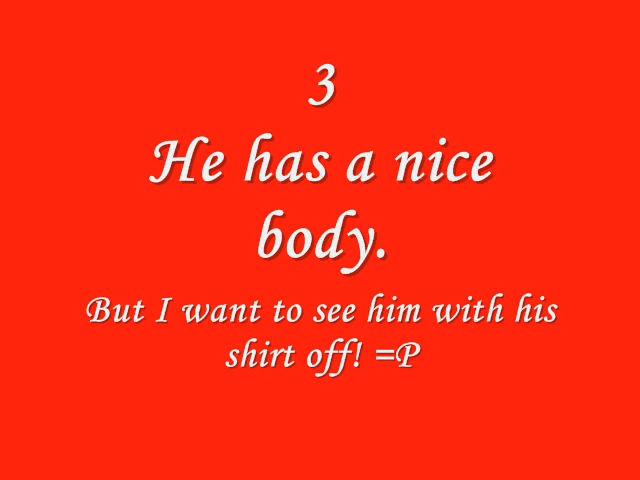 3
He has a nice
body.
But I want to see him with his
shirt off! =P